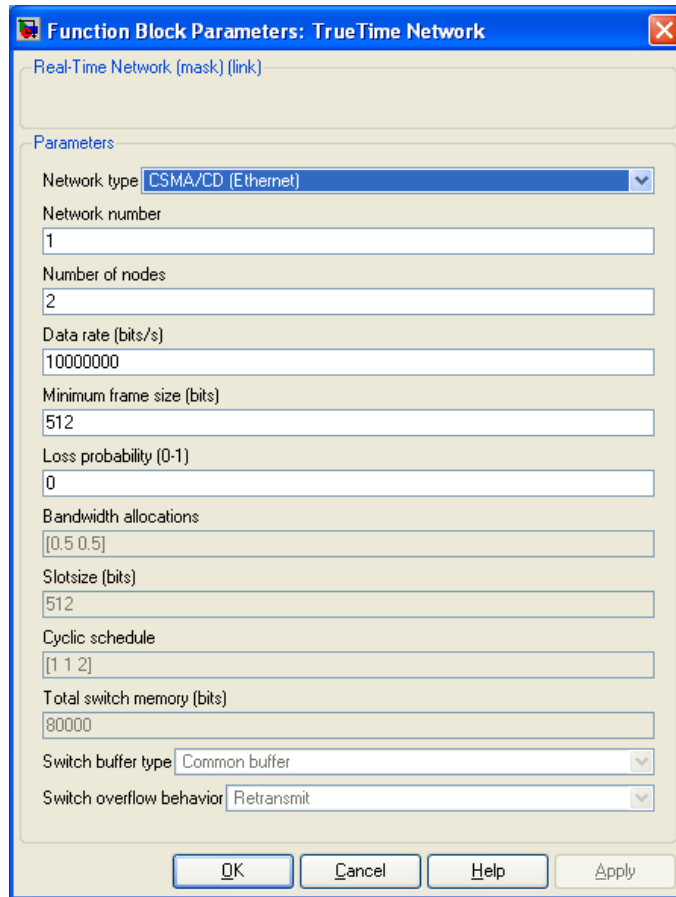 Function Block Parameters: TrueTime Network
Real-Time Network (mask) (link)
Parameters
Network type CSMA/CD (Ethernet)
Network number
1
Number of nodes
2
Data rate (bits/s)
10000000
Minimum frame size (bits)
512
Loss probability (0-1)
0
Bandwidth allocations
[0.5 0.5]
Slotsize (bits)
512
Cyclic schedule
[1 1 2]
Total switch memory (bits)
80000
Switch buffer type Common buffer
Switch overflow behavior Retransmit
OK Cancel Help Apply